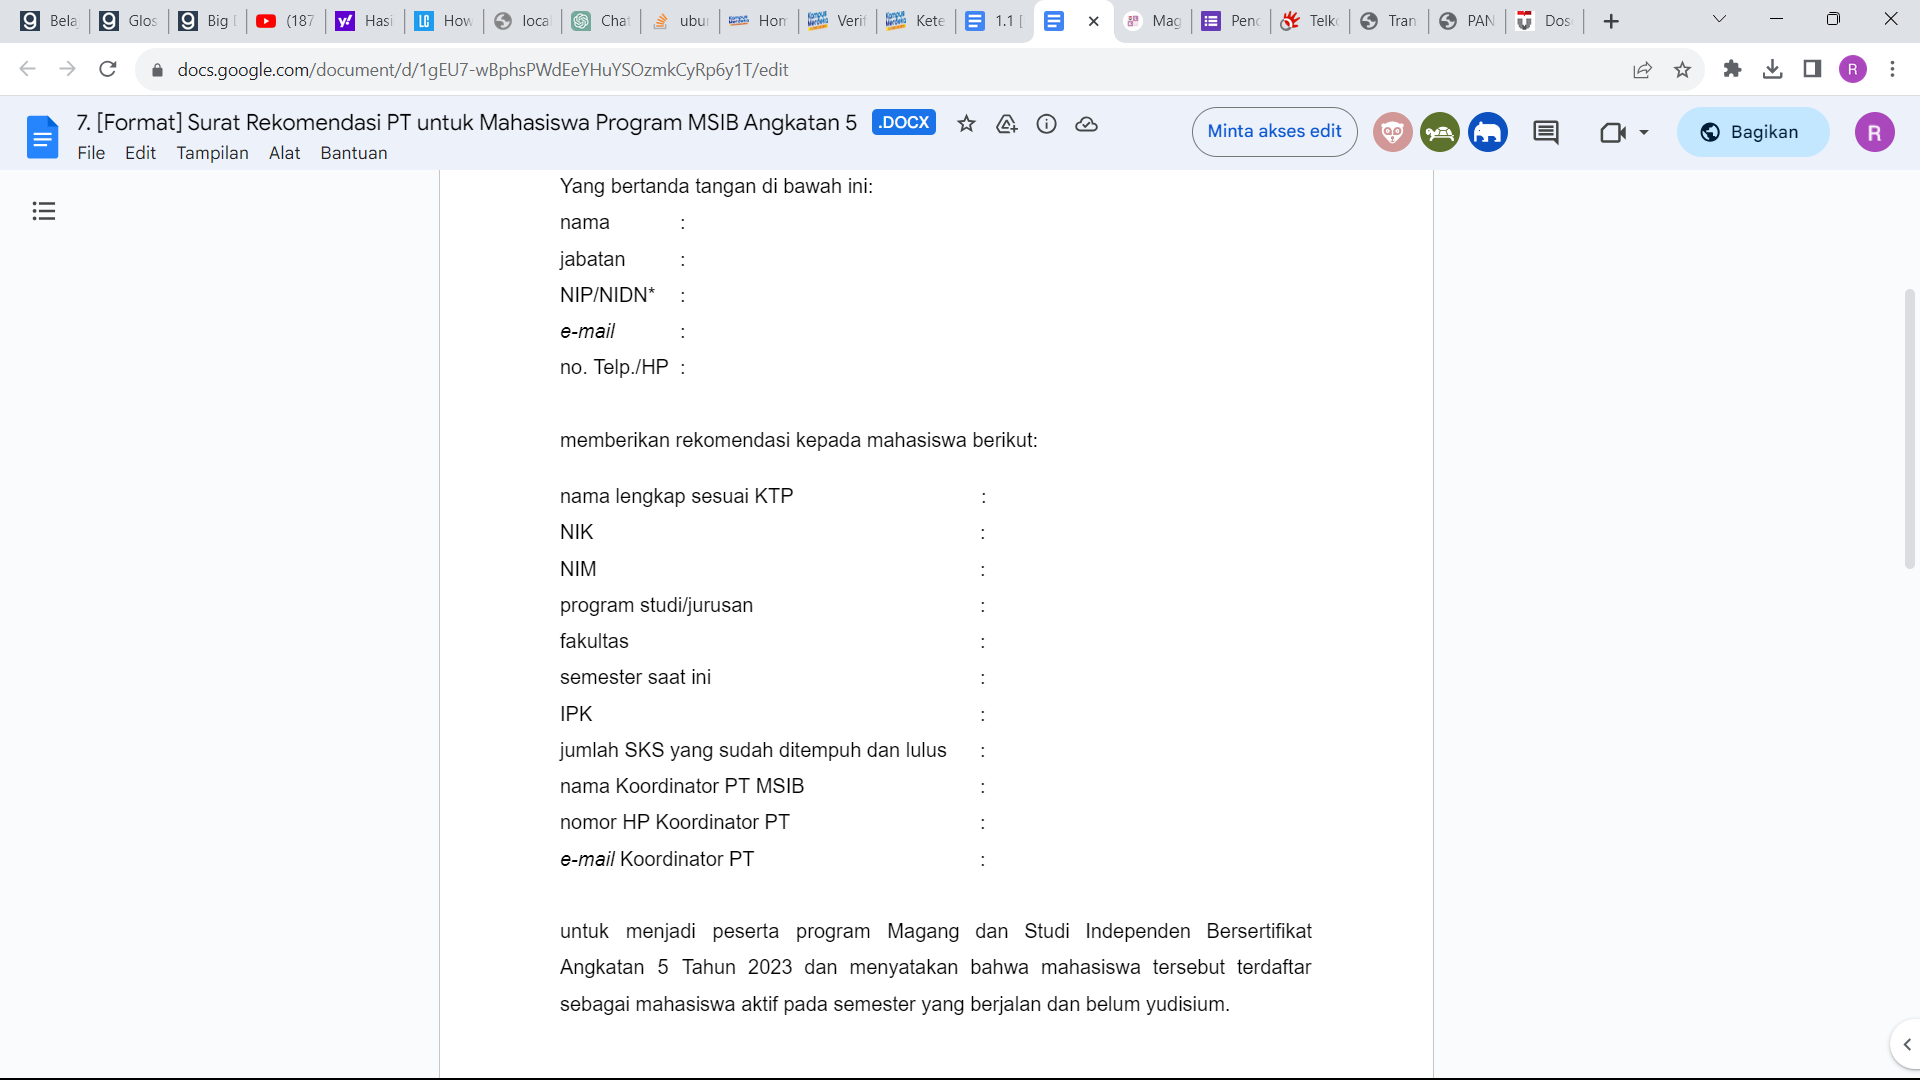 Bela
Glos
Big
(187
Hasi
How
local
Chat
ubu
Hom
Verif
Kete
1.1 [
Mag
Pend
Telko
Tran
PAN
Dos
docs.google.com/document/d/1gEU7-wBphsPWdEeYHuYSOzmkCyRp6y1T/edit
R
7. [Format] Surat Rekomendasi PT untuk Mahasiswa Program MSIB Angkatan 5
.DOCX
Minta akses edit
Bagikan
R
File Edit Tampilan Alat Bantuan
Yang bertanda tangan di bawah ini:
nama :
jabatan :
NIP/NIDN* :
e-mail :
no. Telp./HP :
memberikan rekomendasi kepada mahasiswa berikut:
nama lengkap sesuai KTP :
NIK :
NIM :
program studi/jurusan :
fakultas :
semester saat ini :
IPK :
jumlah SKS yang sudah ditempuh dan lulus :
nama Koordinator PT MSIB :
nomor HP Koordinator PT :
e-mail Koordinator PT :
untuk menjadi peserta program Magang dan Studi Independen Bersertifikat
Angkatan 5 Tahun 2023 dan menyatakan bahwa mahasiswa tersebut terdaftar
sebagai mahasiswa aktif pada semester yang berjalan dan belum yudisium.